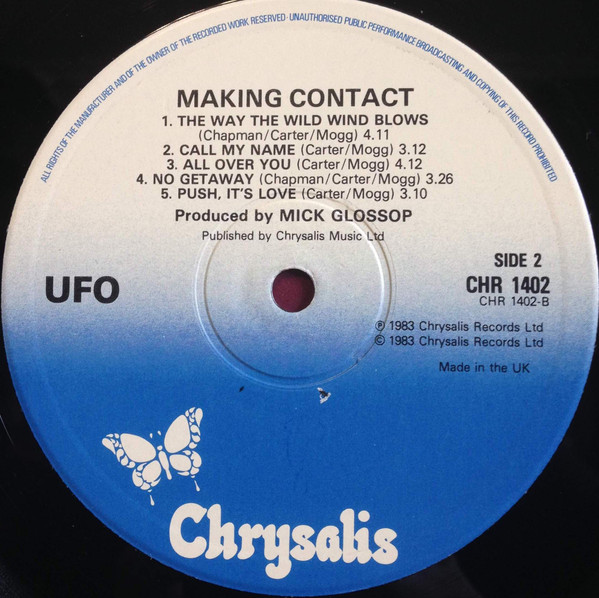 ALL RIGHTS OF THE MANUFACTURER AND OF THE OWNER OF THE RECORDED WORK RESERVED · UNAUTHORISED PUBLIC PERFORMANCE BROADCASTING AND COPYING OF THIS RECORD PROHIBITED
MAKING CONTACT
1. THE WAY THE WILD WIND BLOWS
(Chapman/Carter/Mogg) 4.11
2. CALL MY NAME (Carter/Mogg) 3.12
3. ALL OVER YOU (Carter/Mogg) 4.12
4. NO GETAWAY (Chapman/Carter/Mogg) 3.26
5. PUSH, IT'S LOVE (Carter/Mogg) 3.10
Produced by MICK GLOSSOP
Published by Chrysalis Music Ltd
UFO
SIDE 2
CHR 1402
CHR 1402-B
℗ 1983 Chrysalis Records Ltd
© 1983 Chrysalis Records Ltd
Made in the UK
Chrysalis